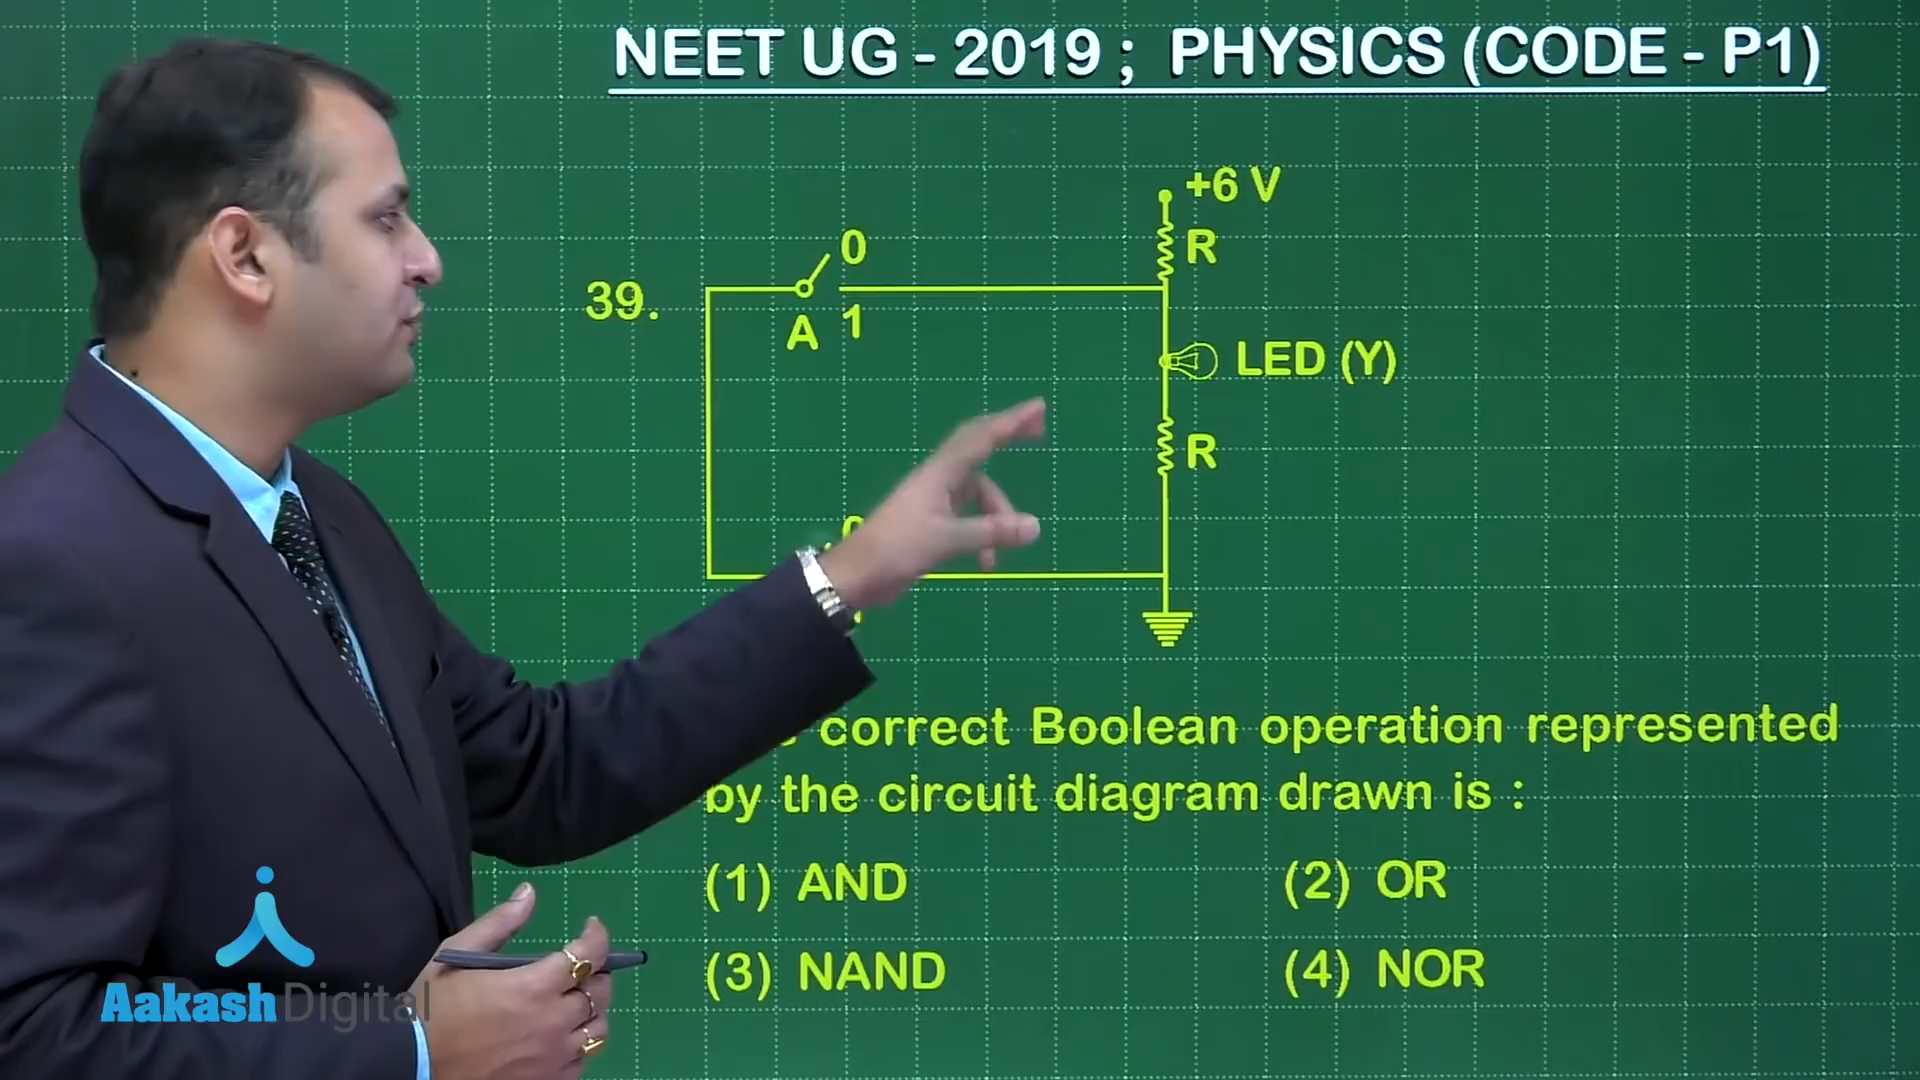 NEET UG - 2019 ; PHYSICS (CODE - P1)
+6 V
R
0
39.
A 1
LED (Y)
R
correct Boolean operation represented
by the circuit diagram drawn is :
(1) AND (2) OR
(3) NAND (4) NOR
Aakash Digital